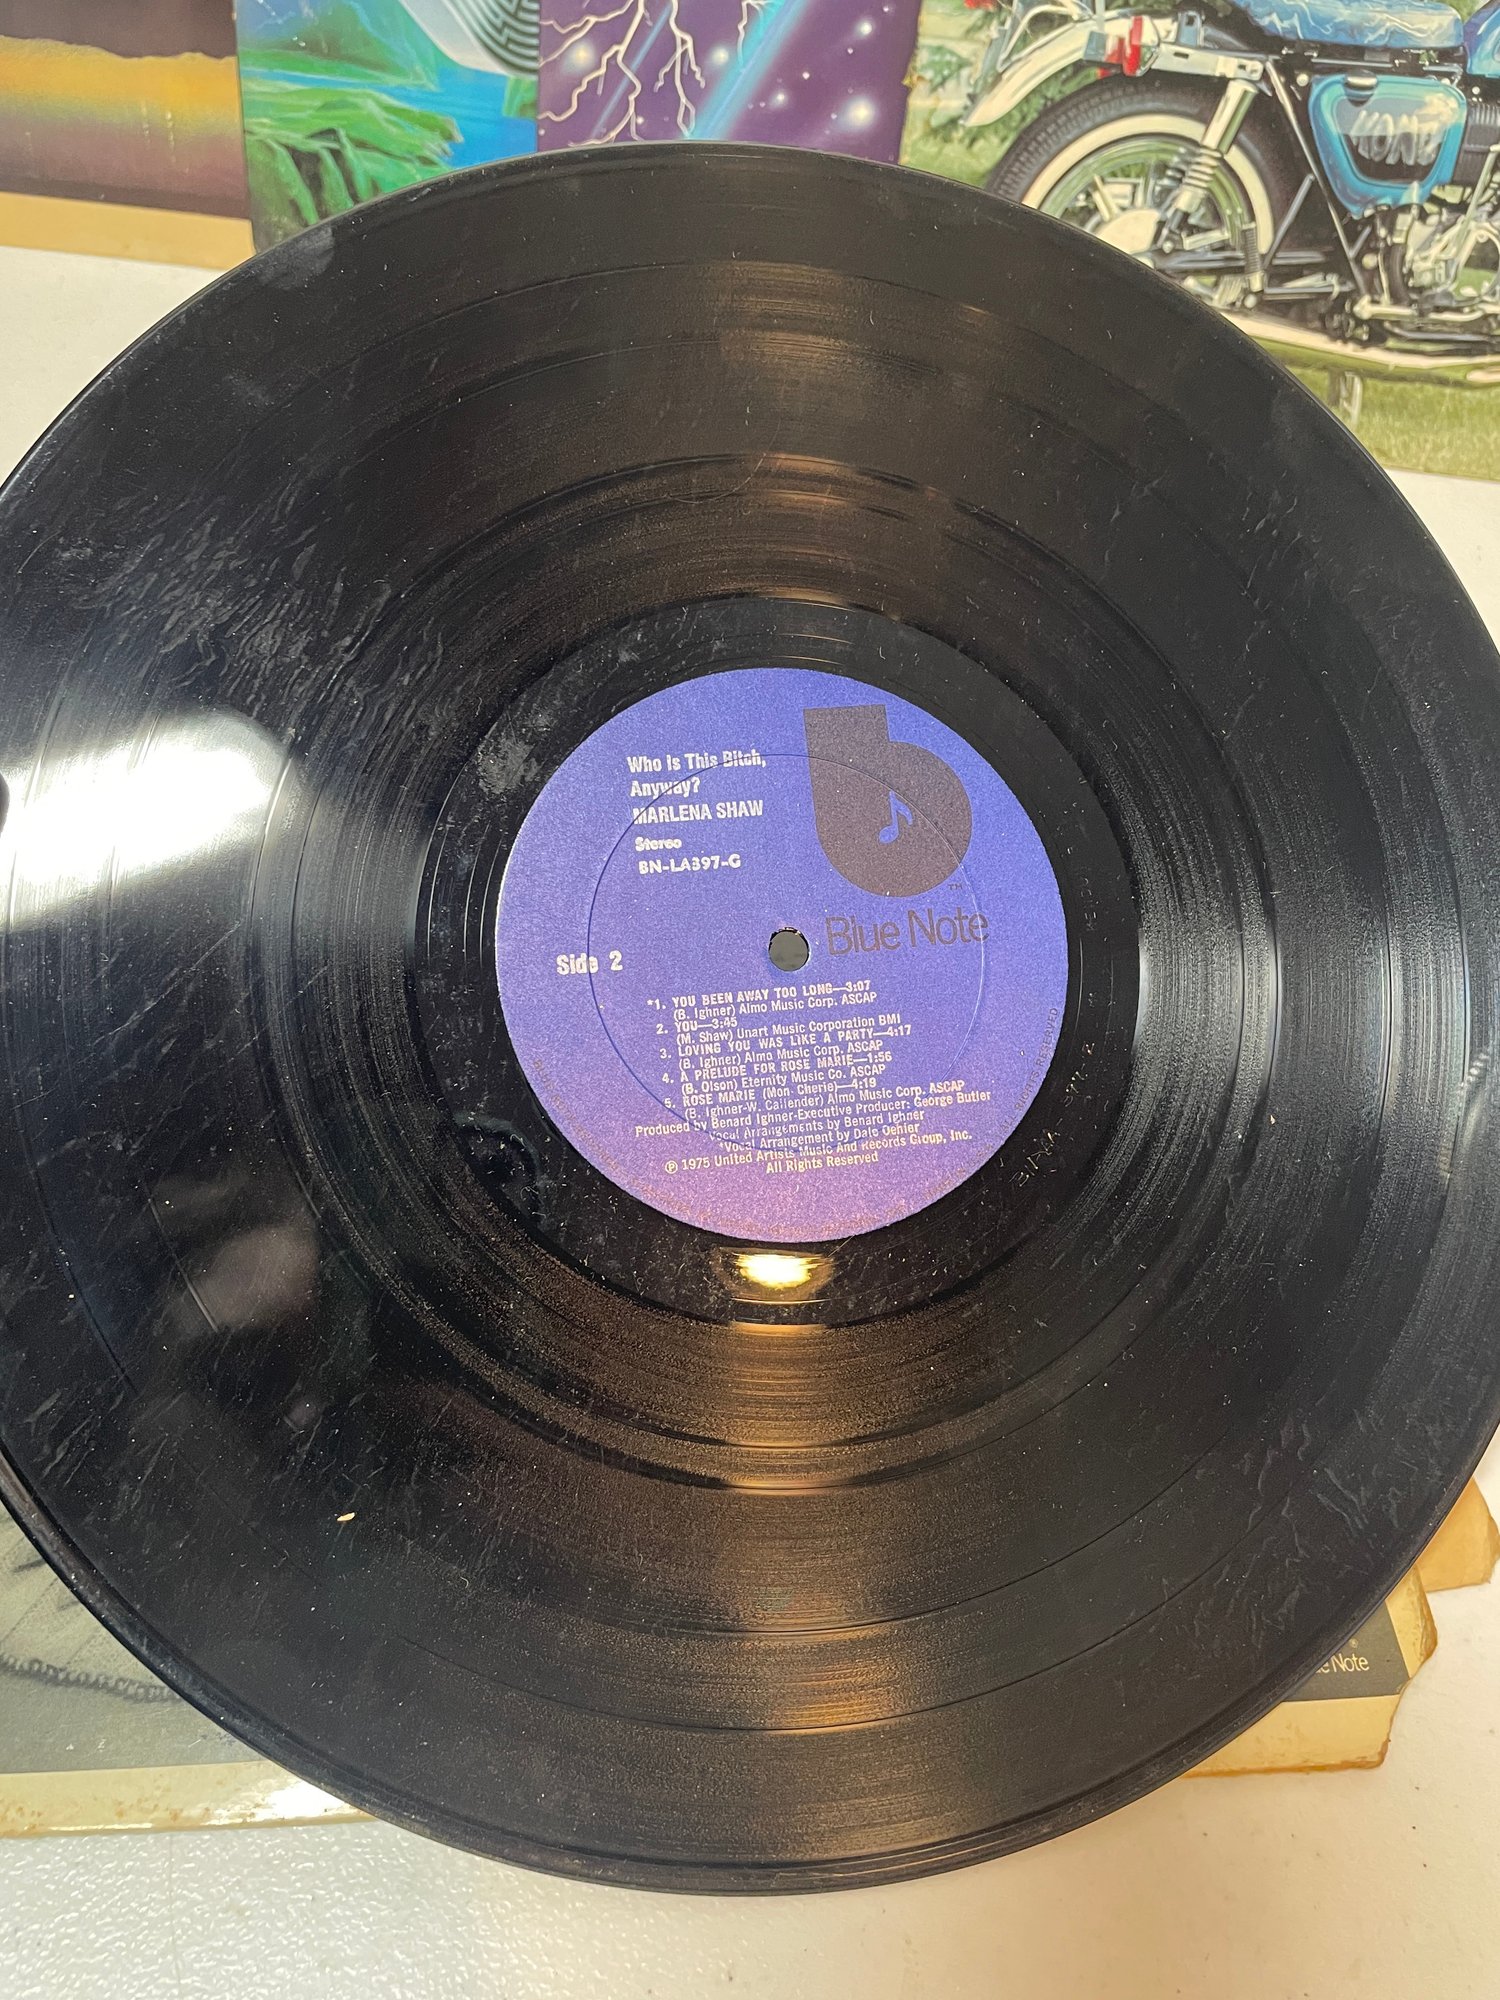 Who Is This Bitch,
Anyway?
MARLENA SHAW
Stereo
BN-LA397-G
b
TM
Blue Note
Side 2
*1. YOU BEEN AWAY TOO LONG—3:07
(B. Ighner) Almo Music Corp. ASCAP
2. YOU—3:45
(M. Shaw) Unart Music Corporation BMI
3. LOVING YOU WAS LIKE A PARTY—4:17
(B. Ighner) Almo Music Corp. ASCAP
4. A PRELUDE FOR ROSE MARIE—1:56
(B. Olson) Eternity Music Co. ASCAP
5. ROSE MARIE (Mon Cherie)—4:19
(B. Ighner-W. Callender) Almo Music Corp. ASCAP
Produced by Benard Ighner-Executive Producer: George Butler
Vocal Arrangements by Benard Ighner
*Vocal Arrangement by Dale Oehler
Ⓟ 1975 United Artists Music And Records Group, Inc.
All Rights Reserved
RIGHTS RESERVED
Note